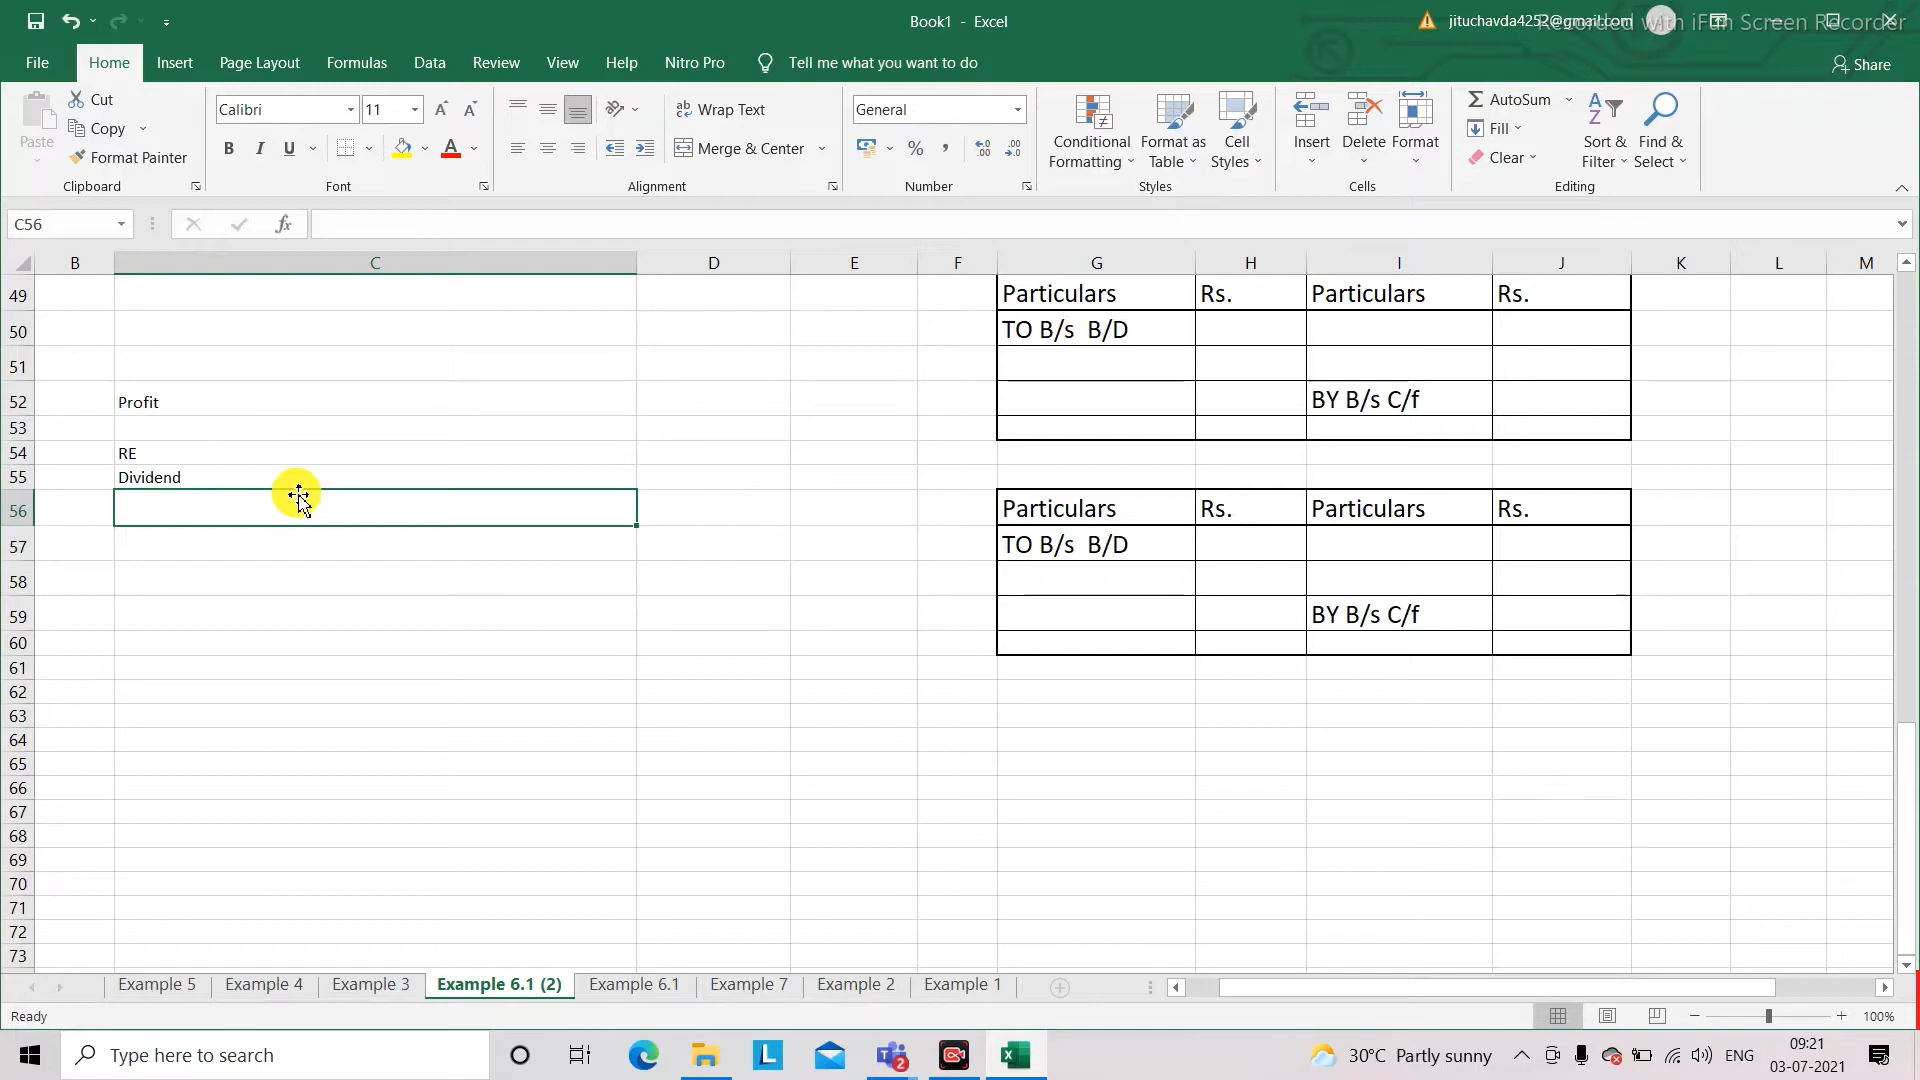 Book1 - Excel
jituchavda4252@gmail.com
Recorded with iFun Screen Recorder
File Home Insert Page Layout Formulas Data Review View Help Nitro Pro Tell me what you want to do
Share
Paste
Cut
Copy
Format Painter
Clipboard
Calibri 11
B I U
Font
Wrap Text
Merge & Center
Alignment
General
Number
Conditional Formatting
Format as Table
Cell Styles
Styles
Insert Delete Format
Cells
AutoSum
Fill
Clear
Sort & Filter
Find & Select
Editing
C56
fx
B C D E F G H I J K L M
49 Particulars Rs. Particulars Rs.
50 TO B/s B/D
51
52 Profit BY B/s C/f
53
54 RE
55 Dividend
56 Particulars Rs. Particulars Rs.
57 TO B/s B/D
58
59 BY B/s C/f
60
61
62
63
64
65
66
67
68
69
70
71
72
73
Example 5 Example 4 Example 3 Example 6.1 (2) Example 6.1 Example 7 Example 2 Example 1
Ready
100%
Type here to search
L
2
30°C Partly sunny
ENG
09:21
03-07-2021